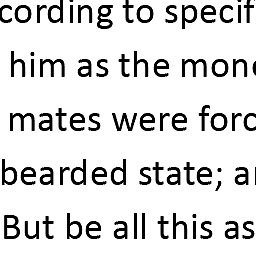 cording to specif
him as the mone
mates were forc
bearded state; a
But be all this as